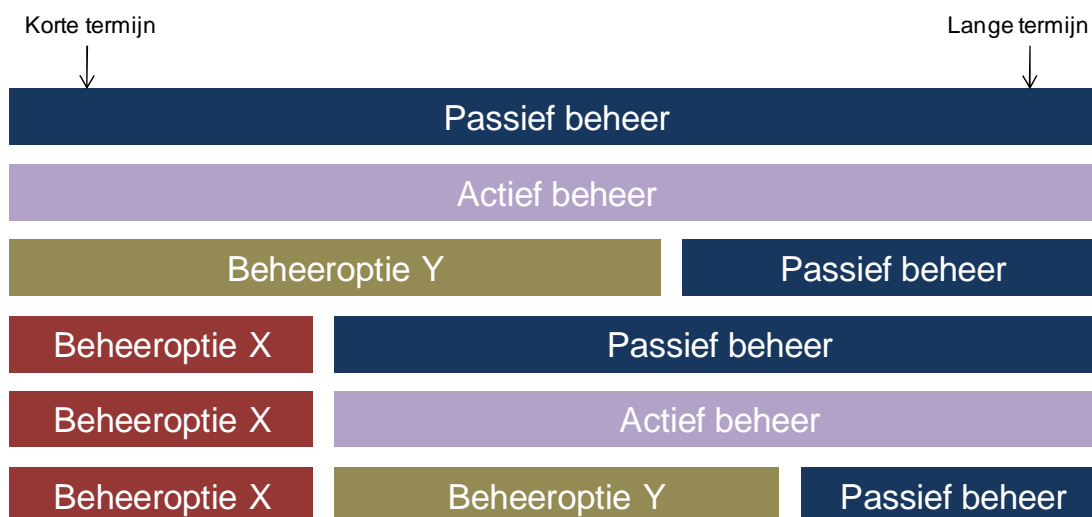 Korte termijn
Lange termijn
Passief beheer
Actief beheer
Beheeroptie Y
Passief beheer
Beheeroptie X
Passief beheer
Beheeroptie X
Actief beheer
Beheeroptie X
Beheeroptie Y
Passief beheer